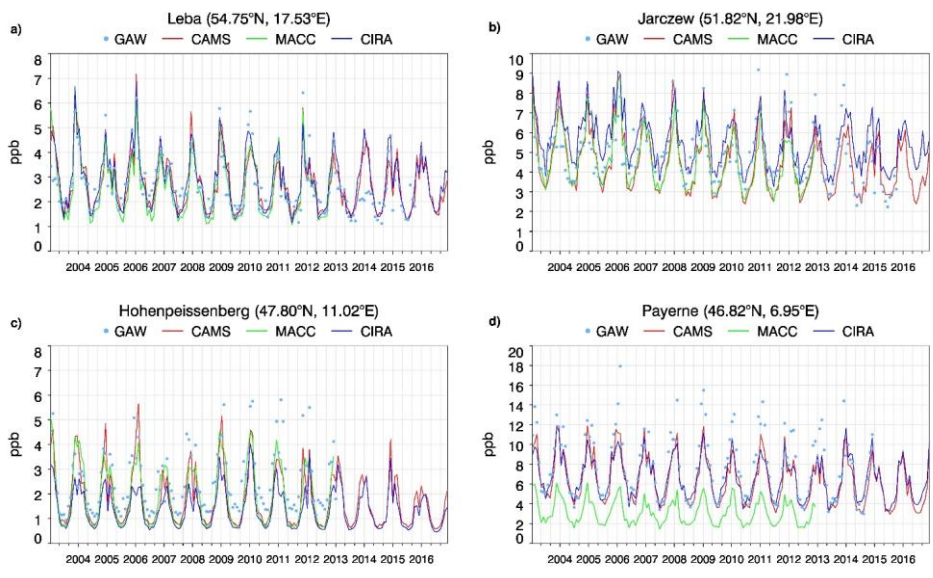 Leba (54.75°N, 17.53°E)
a)
GAW CAMS MACC CIRA
8
7
6
5
4
3
2
1
0
ppb
2004 2005 2006 2007 2008 2009 2010 2011 2012 2013 2014 2015 2016
Jarczew (51.82°N, 21.98°E)
b)
GAW CAMS MACC CIRA
10
9
8
7
6
5
4
3
2
1
0
ppb
2004 2005 2006 2007 2008 2009 2010 2011 2012 2013 2014 2015 2016
Hohenpeissenberg (47.80°N, 11.02°E)
c)
GAW CAMS MACC CIRA
8
7
6
5
4
3
2
1
0
ppb
2004 2005 2006 2007 2008 2009 2010 2011 2012 2013 2014 2015 2016
Payerne (46.82°N, 6.95°E)
d)
GAW CAMS MACC CIRA
20
18
16
14
12
10
8
6
4
2
0
ppb
2004 2005 2006 2007 2008 2009 2010 2011 2012 2013 2014 2015 2016